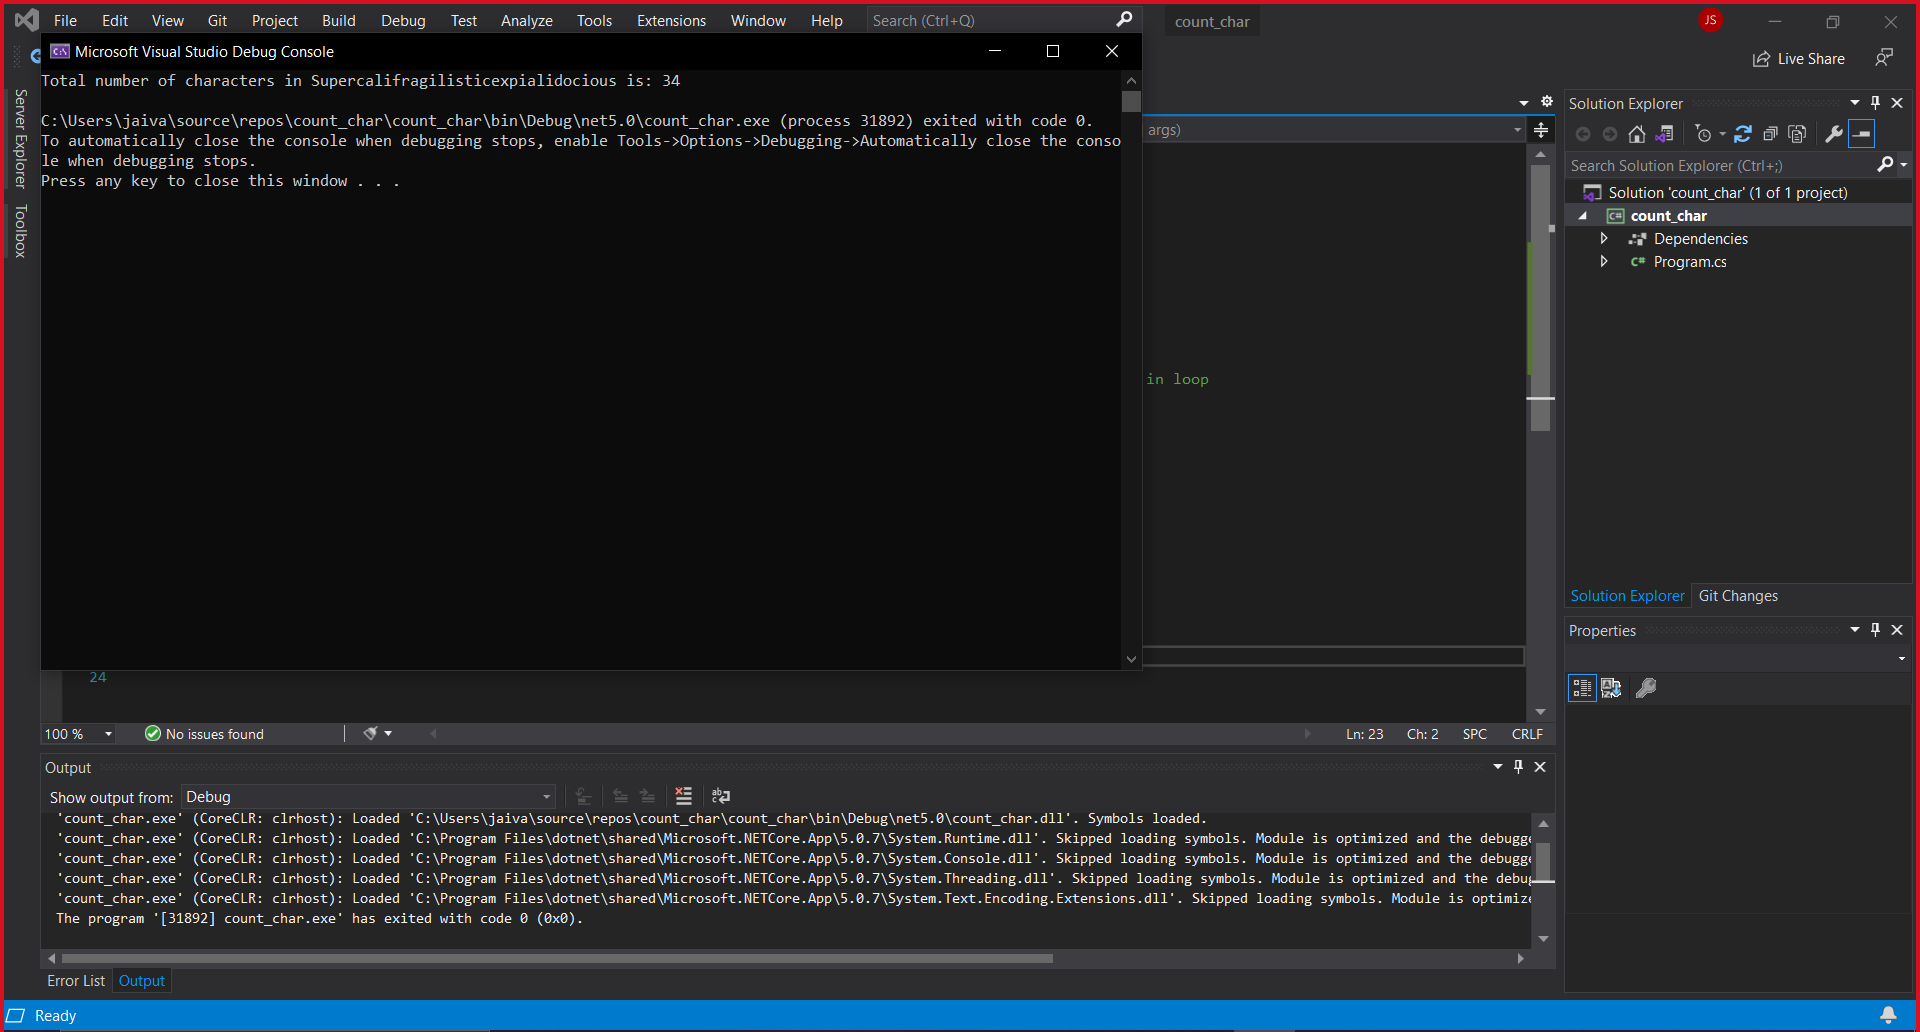 File Edit View Git Project Build Debug Test Analyze Tools Extensions Window Help Search (Ctrl+Q) count_char JS
Live Share
Microsoft Visual Studio Debug Console
Total number of characters in Supercalifragilisticexpialidocious is: 34
C:\Users\jaiva\source\repos\count_char\count_char\bin\Debug\net5.0\count_char.exe (process 31892) exited with code 0.
To automatically close the console when debugging stops, enable Tools->Options->Debugging->Automatically close the conso
le when debugging stops.
Press any key to close this window . . .
Server Explorer
Toolbox
args)
in loop
24
100 % No issues found Ln: 23 Ch: 2 SPC CRLF
Solution Explorer
Search Solution Explorer (Ctrl+;)
Solution 'count_char' (1 of 1 project)
C# count_char
Dependencies
C# Program.cs
Solution Explorer Git Changes
Properties
Output
Show output from: Debug
'count_char.exe' (CoreCLR: clrhost): Loaded 'C:\Users\jaiva\source\repos\count_char\count_char\bin\Debug\net5.0\count_char.dll'. Symbols loaded.
'count_char.exe' (CoreCLR: clrhost): Loaded 'C:\Program Files\dotnet\shared\Microsoft.NETCore.App\5.0.7\System.Runtime.dll'. Skipped loading symbols. Module is optimized and the debugge
'count_char.exe' (CoreCLR: clrhost): Loaded 'C:\Program Files\dotnet\shared\Microsoft.NETCore.App\5.0.7\System.Console.dll'. Skipped loading symbols. Module is optimized and the debugge
'count_char.exe' (CoreCLR: clrhost): Loaded 'C:\Program Files\dotnet\shared\Microsoft.NETCore.App\5.0.7\System.Threading.dll'. Skipped loading symbols. Module is optimized and the debug
'count_char.exe' (CoreCLR: clrhost): Loaded 'C:\Program Files\dotnet\shared\Microsoft.NETCore.App\5.0.7\System.Text.Encoding.Extensions.dll'. Skipped loading symbols. Module is optimize
The program '[31892] count_char.exe' has exited with code 0 (0x0).
Error List Output
Ready